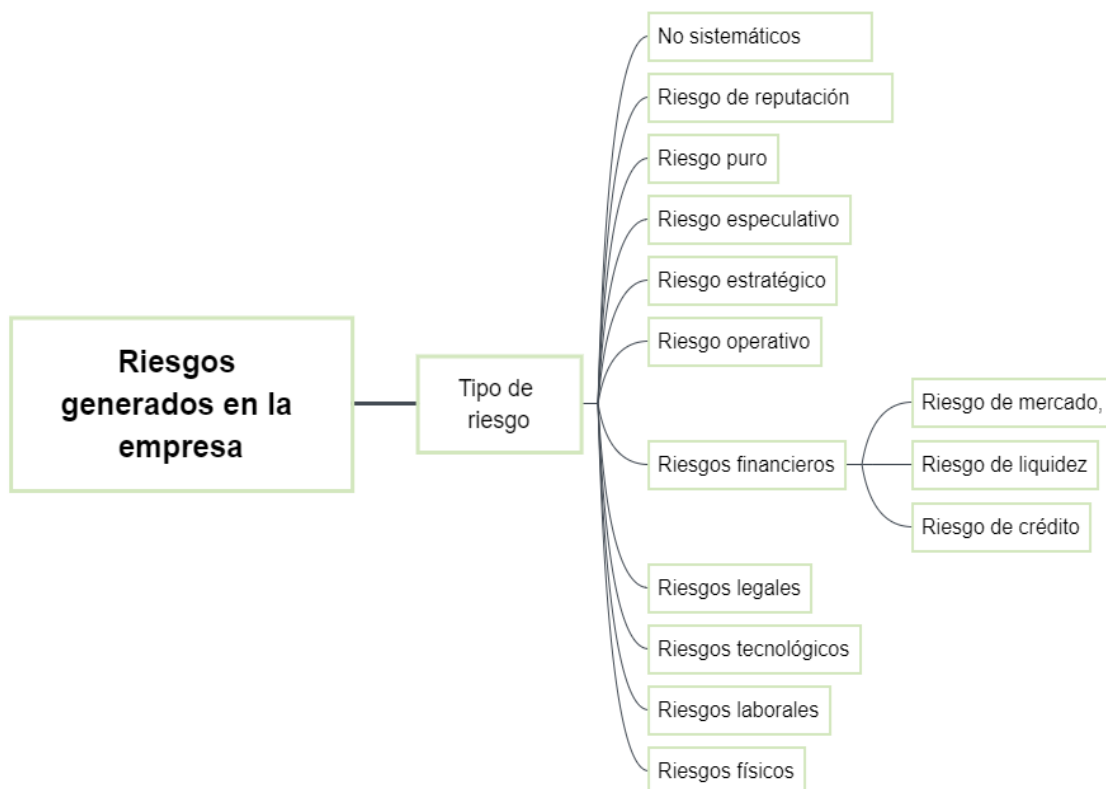 No sistemáticos
Riesgo de reputación
Riesgo puro
Riesgo especulativo
Riesgo estratégico
Riesgo operativo
Riesgos
generados en la
empresa
Tipo de
riesgo
Riesgos financieros
Riesgo de mercado,
Riesgo de liquidez
Riesgo de crédito
Riesgos legales
Riesgos tecnológicos
Riesgos laborales
Riesgos físicos